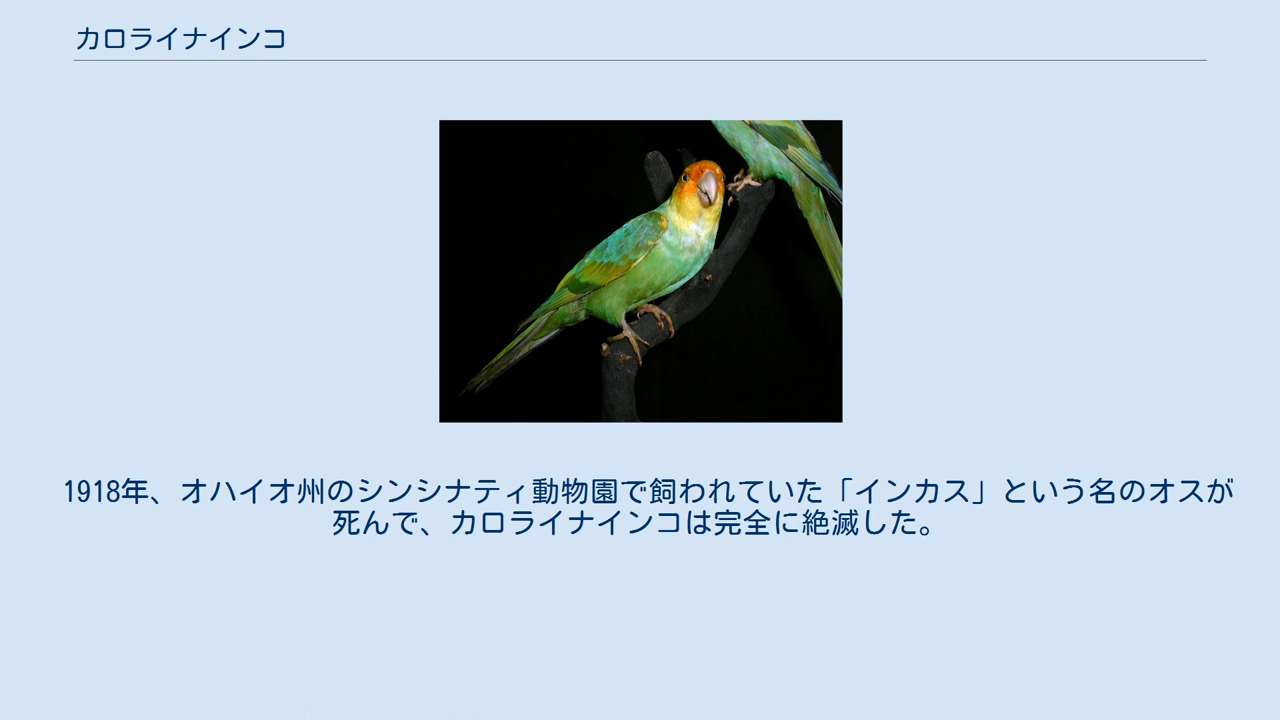 カロライナインコ
1918年、オハイオ州のシンシナティ動物園で飼われていた「インカス」という名のオスが
死んで、カロライナインコは完全に絶滅した。